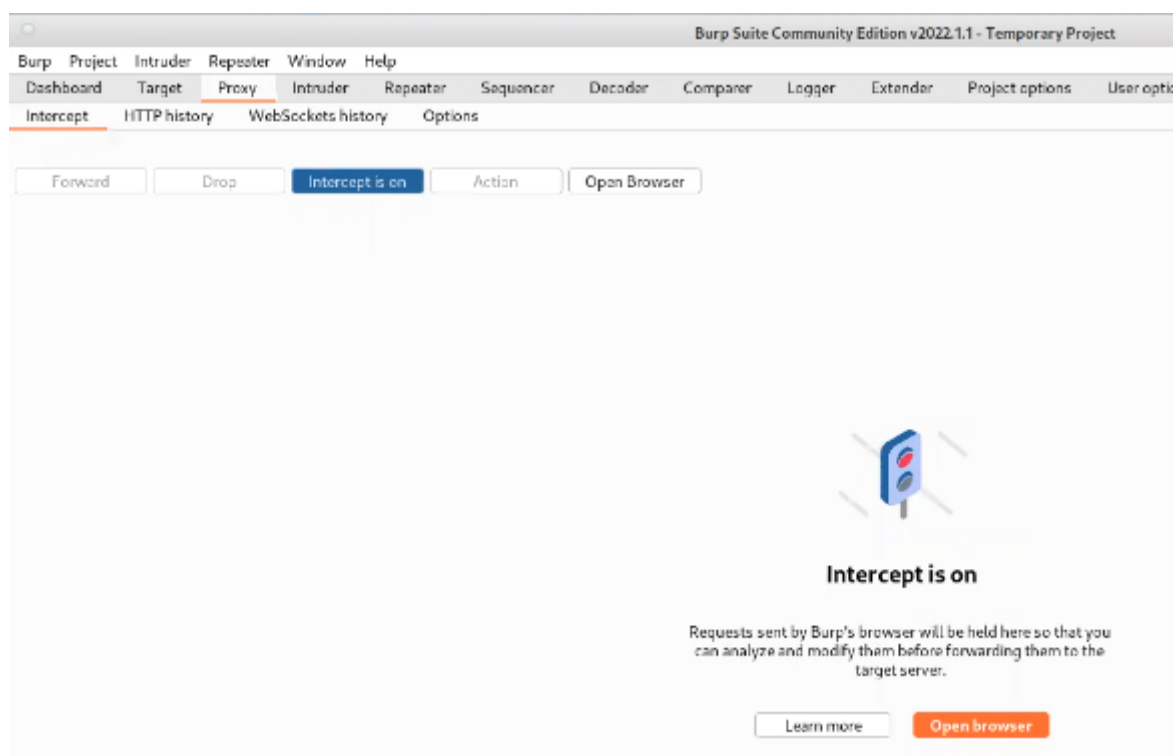 Burp Suite Community Edition v2022.1.1 - Temporary Project
Burp Project Intruder Repeater Window Help
Dashboard Target Proxy Intruder Repeater Sequencer Decoder Comparer Logger Extender Project options User optio
Intercept HTTP history WebSockets history Options
Forward Drop Intercept is on Action Open Browser
Intercept is on
Requests sent by Burp's browser will be held here so that you
can analyze and modify them before forwarding them to the
target server.
Learn more Open browser